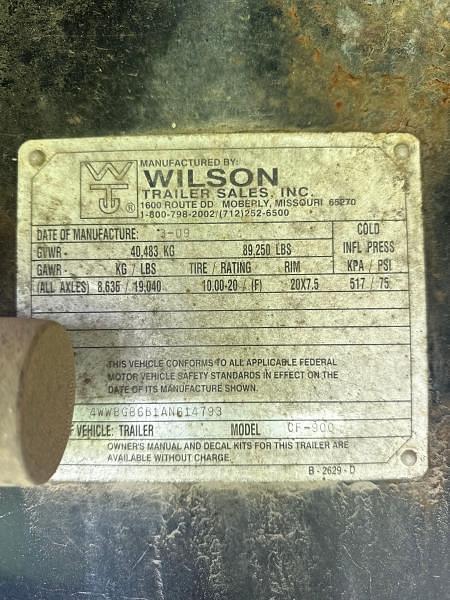 MANUFACTURED BY:
WILSON
TRAILER SALES, INC.
1600 ROUTE DD MOBERLY, MISSOURI 65270
1-800-798-2002/(712)252-6500
DATE OF MANUFACTURE: 3-09
GVWR - 40,483 KG 89,250 LBS
COLD
INFL PRESS
GAWR - KG / LBS TIRE / RATING RIM KPA / PSI
(ALL AXLES) 8,636 / 19,040 10.00-20 / (F) 20X7.5 517 / 75
THIS VEHICLE CONFORMS TO ALL APPLICABLE FEDERAL
MOTOR VEHICLE SAFETY STANDARDS IN EFFECT ON THE
DATE OF ITS MANUFACTURE SHOWN.
4WWBGB6B1AN614793
F VEHICLE: TRAILER MODEL CF-900
OWNER'S MANUAL AND DECAL KITS FOR THIS TRAILER ARE
AVAILABLE WITHOUT CHARGE.
B-2629-D